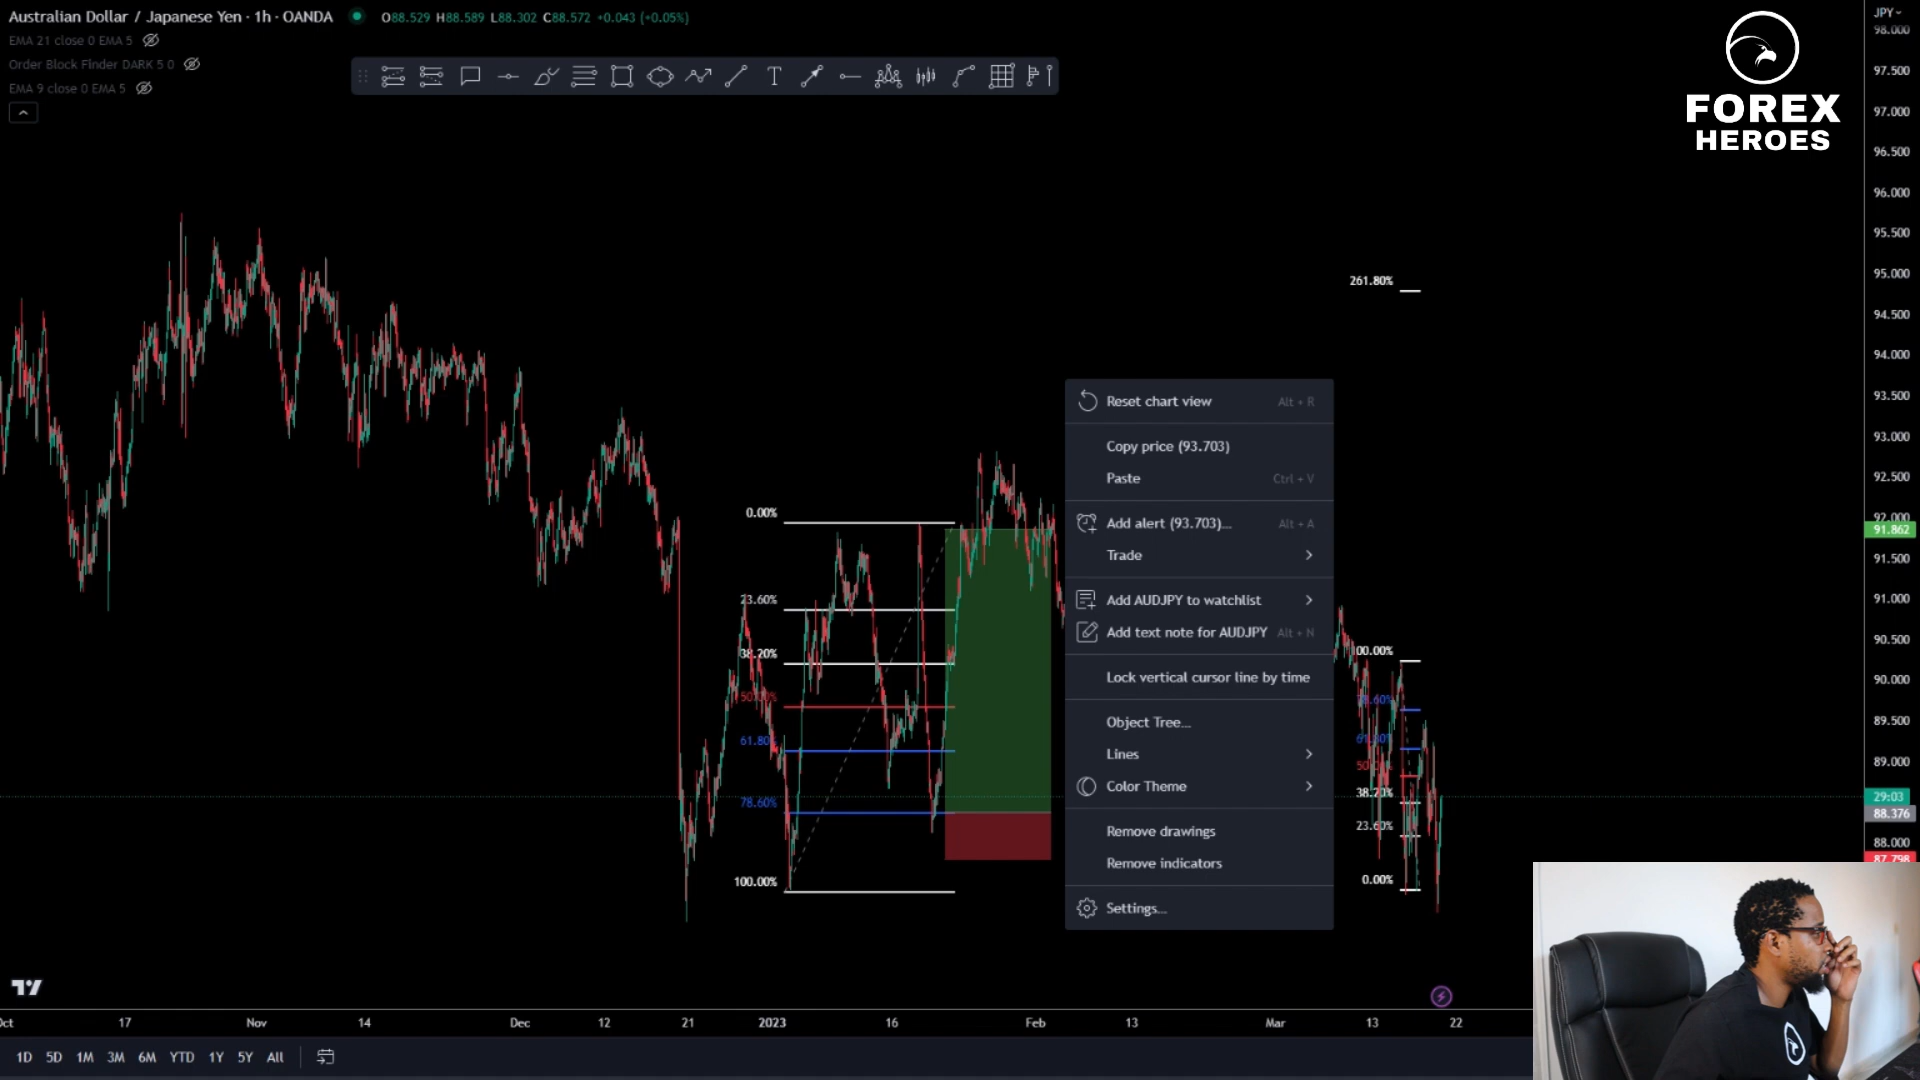 Australian Dollar / Japanese Yen · 1h · OANDA O88.529 H88.589 L88.302 C88.572 +0.043 (+0.05%)
EMA 21 close 0 EMA 5
Order Block Finder DARK 5 0
EMA 9 close 0 EMA 5
T
FOREX
HEROES
JPY
98.000
97.500
97.000
96.500
96.000
95.500
95.000
94.500
94.000
93.500
93.000
92.500
92.000
91.862
91.500
91.000
90.500
90.000
89.500
89.000
29:03
88.376
88.000
87.798
261.80%
0.00%
23.60%
38.20%
50.00%
61.80%
78.60%
100.00%
Reset chart view Alt + R
Copy price (93.703)
Paste Ctrl + V
Add alert (93.703)... Alt + A
Trade
Add AUDJPY to watchlist
Add text note for AUDJPY Alt + N
Lock vertical cursor line by time
Object Tree...
Lines
Color Theme
Remove drawings
Remove indicators
Settings...
00.00%
61.80%
38.20%
23.60%
0.00%
Oct 17 Nov 14 Dec 12 21 2023 16 Feb 13 Mar 13 22
1D 5D 1M 3M 6M YTD 1Y 5Y All